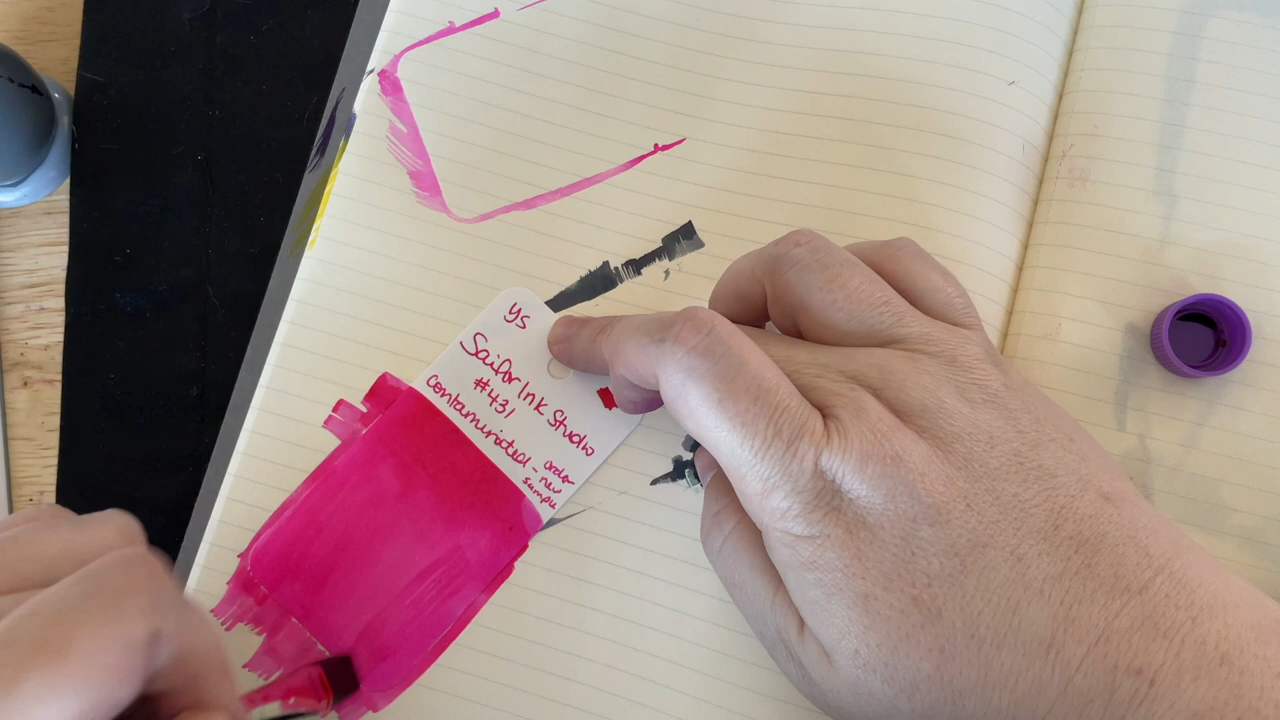 ys
Sailor Ink Studio
#431
contaminated - order
new
sample